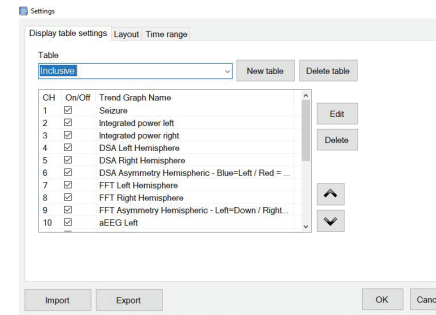 Settings
Display table settings Layout Time range
Table
Inclusive New table Delete table
CH On/Off Trend Graph Name
1 Seizure
2 Integrated power left
3 Integrated power right
4 DSA Left Hemisphere
5 DSA Right Hemisphere
6 DSA Asymmetry Hemispheric - Blue=Left / Red = ...
7 FFT Left Hemisphere
8 FFT Right Hemisphere
9 FFT Asymmetry Hemispheric - Left=Down / Right...
10 aEEG Left
Edit
Delete
Import Export OK Canc